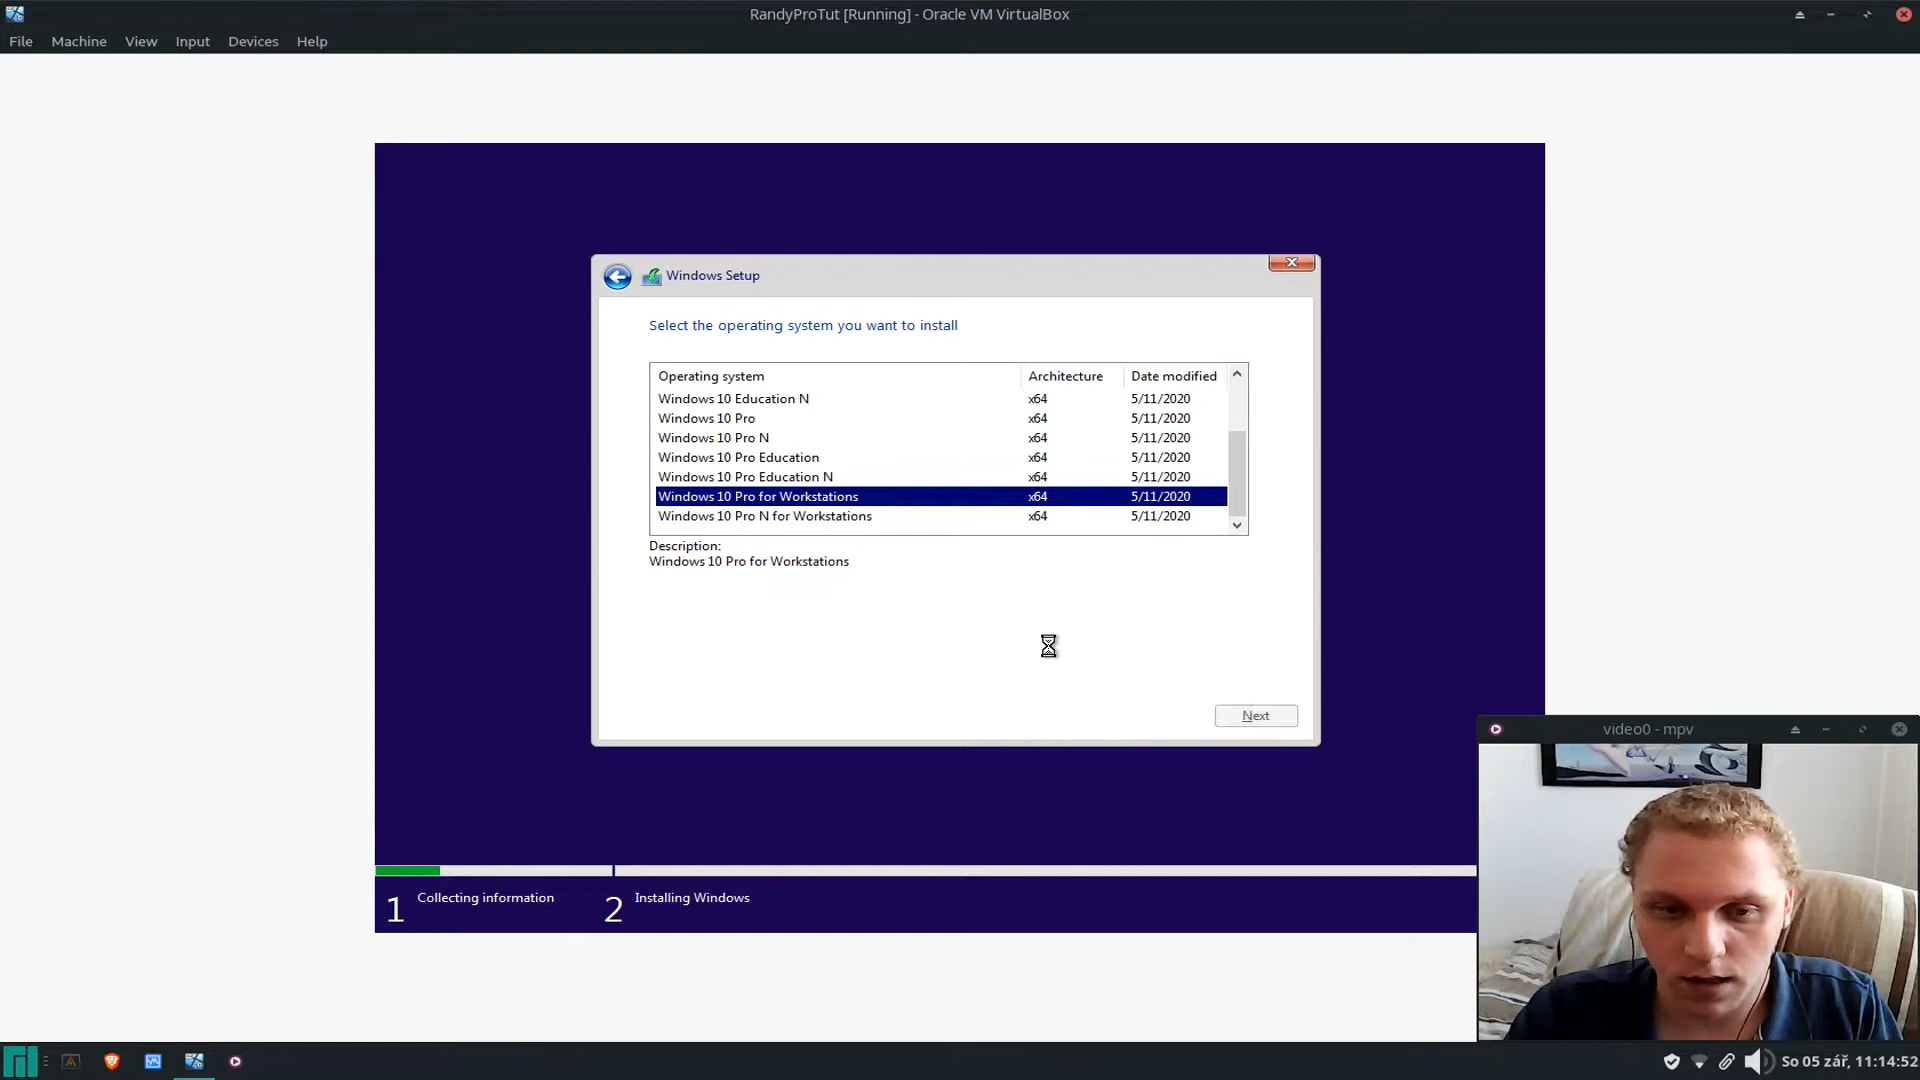 RandyProTut [Running] - Oracle VM VirtualBox
File Machine View Input Devices Help
Windows Setup
Select the operating system you want to install
Operating system Architecture Date modified
Windows 10 Education N x64 5/11/2020
Windows 10 Pro x64 5/11/2020
Windows 10 Pro N x64 5/11/2020
Windows 10 Pro Education x64 5/11/2020
Windows 10 Pro Education N x64 5/11/2020
Windows 10 Pro for Workstations x64 5/11/2020
Windows 10 Pro N for Workstations x64 5/11/2020
Description:
Windows 10 Pro for Workstations
Next
video0 - mpv
1 Collecting information 2 Installing Windows
So 05 zář, 11:14:52